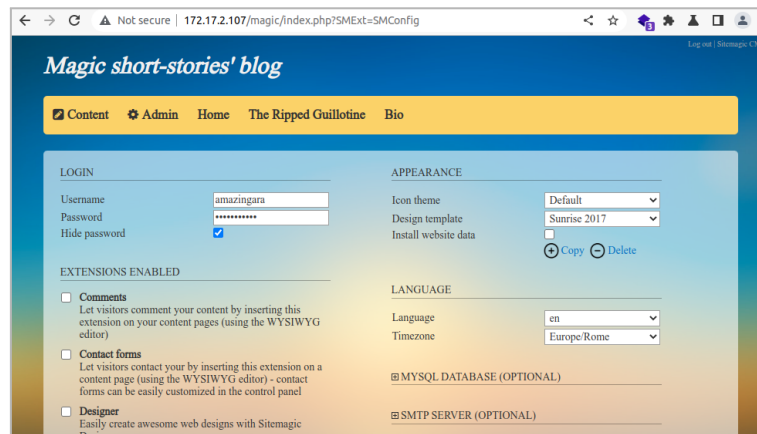 Not secure | 172.17.2.107/magic/index.php?SMExt=SMConfig
3
Log out | Sitemagic CM
Magic short-stories' blog
Content Admin Home The Ripped Guillotine Bio
LOGIN
Username amazingara
Password •••••••••••
Hide password
EXTENSIONS ENABLED
Comments
Let visitors comment your content by inserting this
extension on your content pages (using the WYSIWYG
editor)
Contact forms
Let visitors contact your by inserting this extension on a
content page (using the WYSIWYG editor) - contact
forms can be easily customized in the control panel
Designer
Easily create awesome web designs with Sitemagic
APPEARANCE
Icon theme Default
Design template Sunrise 2017
Install website data
Copy Delete
LANGUAGE
Language en
Timezone Europe/Rome
MYSQL DATABASE (OPTIONAL)
SMTP SERVER (OPTIONAL)